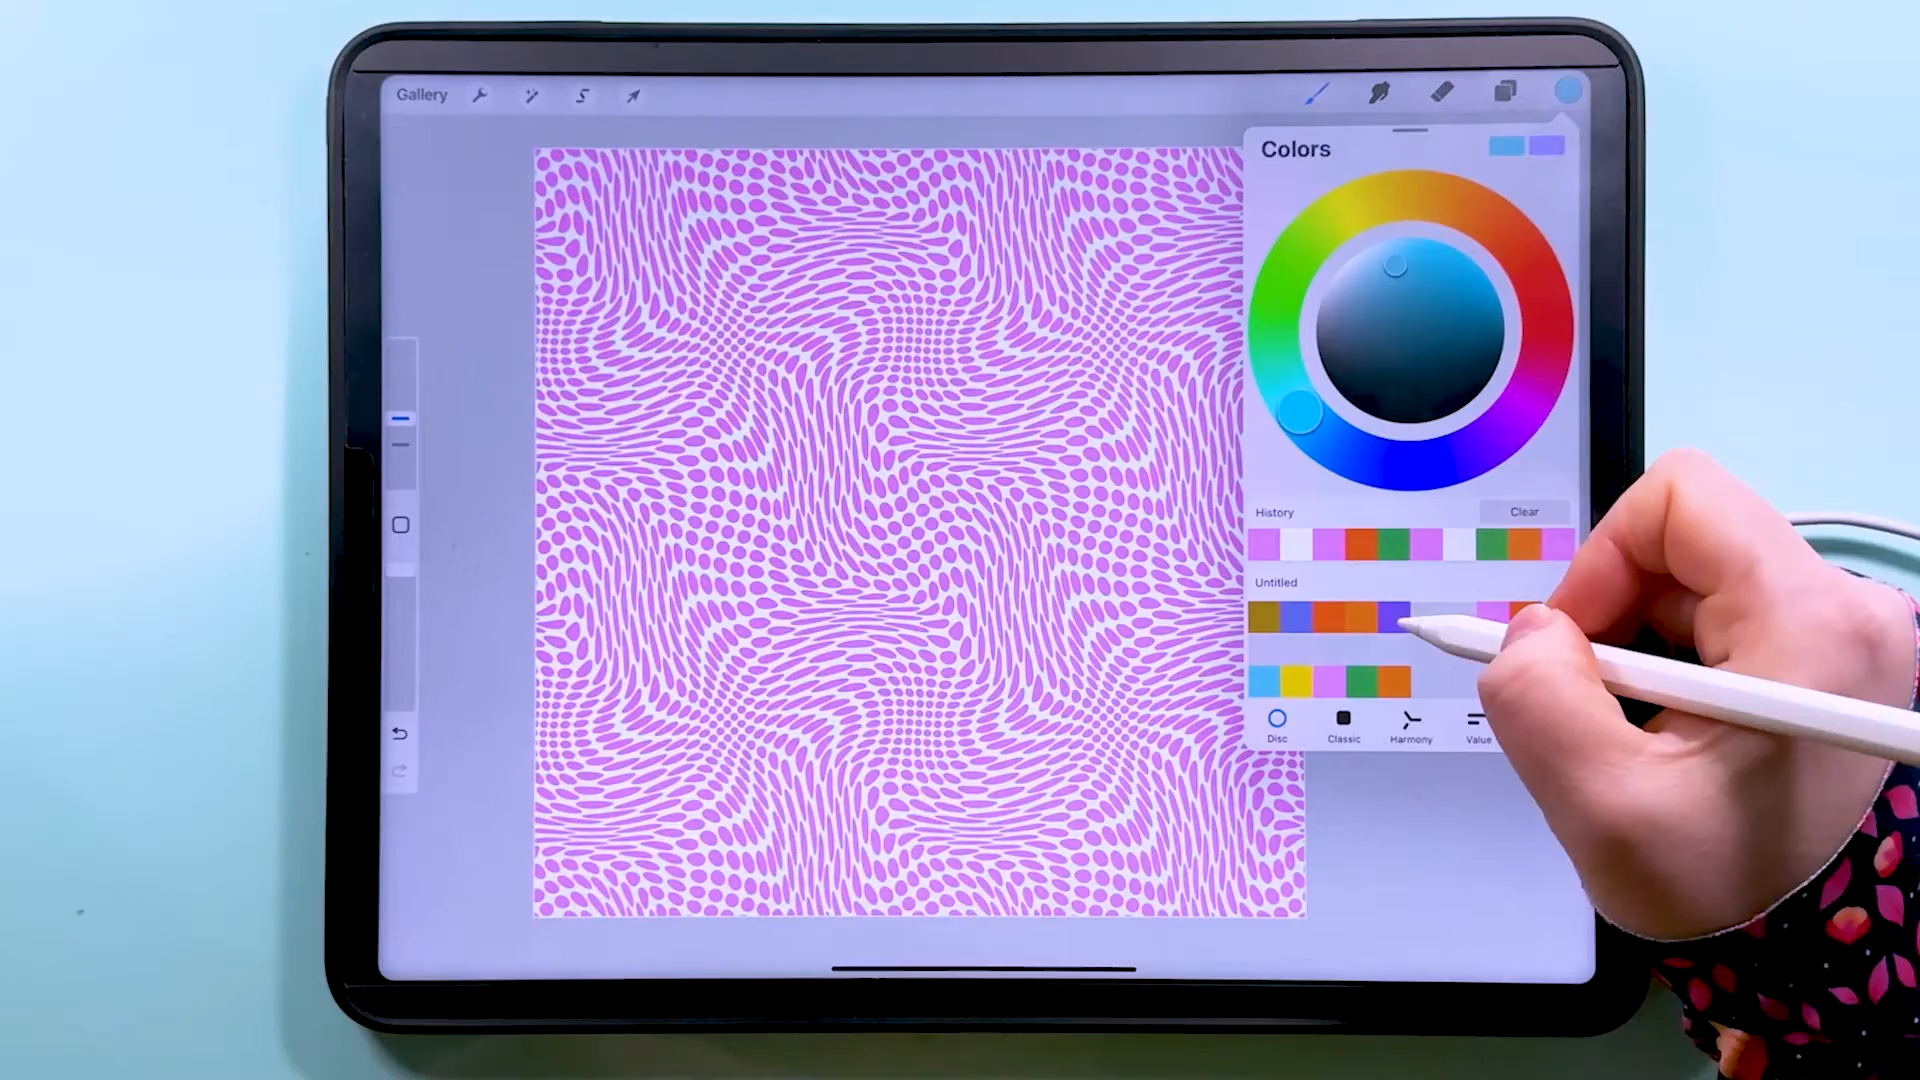 Gallery
Colors
History
Clear
Untitled
Disc
Classic
Harmony
Value